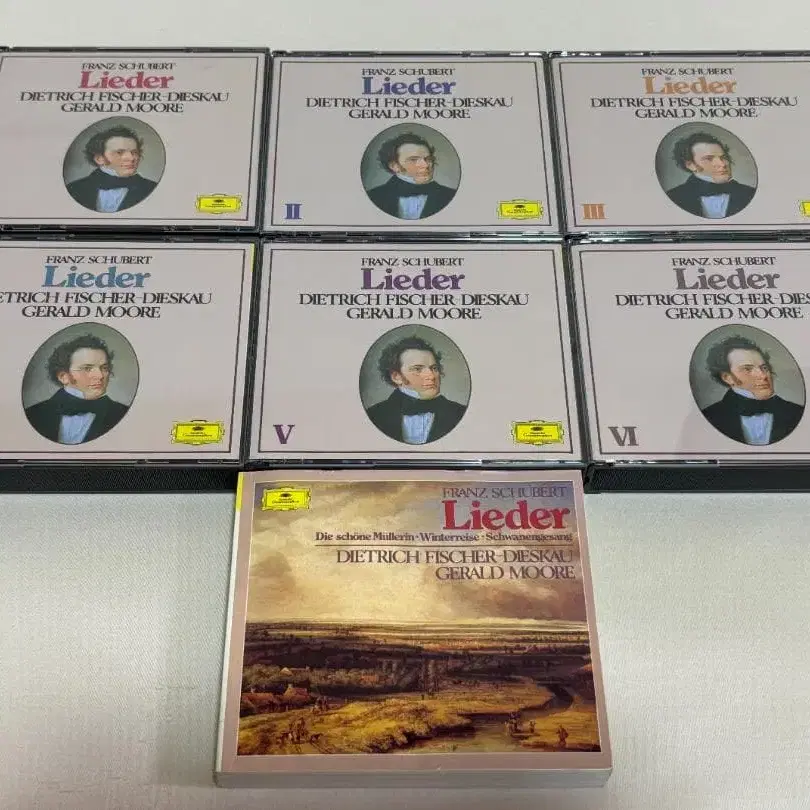 FRANZ SCHUBERT
Lieder
DIETRICH FISCHER-DIESKAU
GERALD MOORE
FRANZ SCHUBERT
Lieder
DIETRICH FISCHER-DIESKAU
GERALD MOORE
II
FRANZ SCHUBERT
Lieder
DIETRICH FISCHER-DIESKAU
GERALD MOORE
III
FRANZ SCHUBERT
Lieder
ETRICH FISCHER-DIESKAU
GERALD MOORE
FRANZ SCHUBERT
Lieder
DIETRICH FISCHER-DIESKAU
GERALD MOORE
V
FRANZ SCHUBERT
Lieder
DIETRICH FISCHER-DIES
GERALD MOORE
VI
FRANZ SCHUBERT
Lieder
Die schöne Müllerin · Winterreise · Schwanengesang
DIETRICH FISCHER-DIESKAU
GERALD MOORE